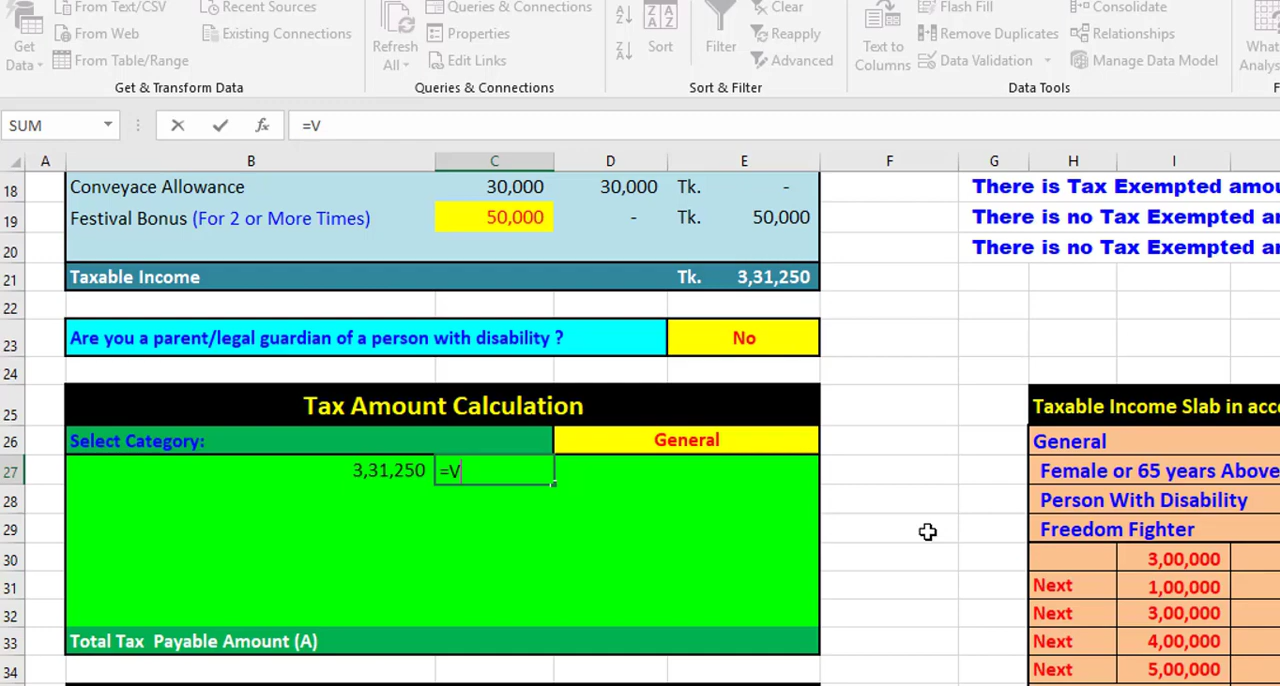 From Text/CSV Recent Sources Queries & Connections Clear Flash Fill Consolidate
Get Data From Web Existing Connections Refresh All Properties Sort Filter Reapply Text to Columns Remove Duplicates Relationships
From Table/Range Edit Links Advanced Data Validation Manage Data Model
Get & Transform Data Queries & Connections Sort & Filter Data Tools
SUM =V
A B C D E F G H I
18 Conveyace Allowance 30,000 30,000 Tk. - There is Tax Exempted
19 Festival Bonus (For 2 or More Times) 50,000 - Tk. 50,000 There is no Tax Exempted
20 There is no Tax Exempted
21 Taxable Income Tk. 3,31,250
22
23 Are you a parent/legal guardian of a person with disability ? No
24
25 Tax Amount Calculation Taxable Income Slab in
26 Select Category: General General
27 3,31,250 =V Female or 65 years Above
28 Person With Disability
29 Freedom Fighter
30 3,00,000
31 Next 1,00,000
32 Next 3,00,000
33 Total Tax Payable Amount (A) Next 4,00,000
34 Next 5,00,000